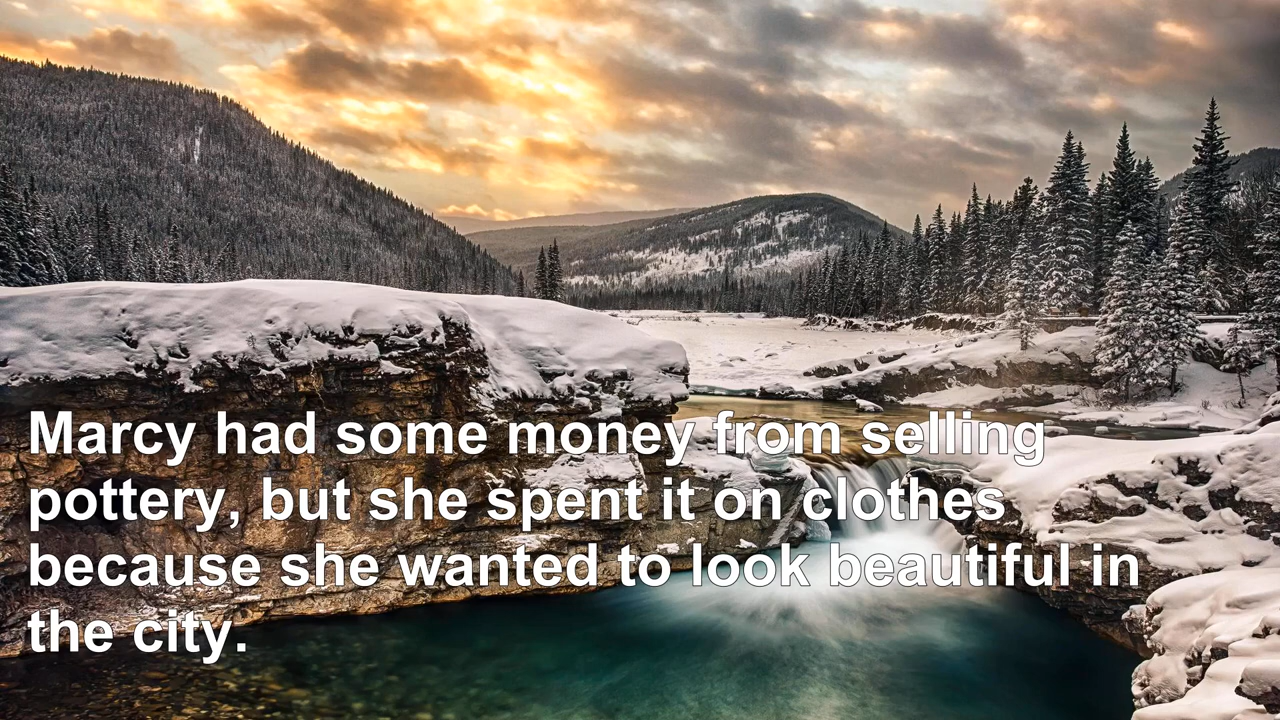 Marcy had some money from selling
pottery, but she spent it on clothes
because she wanted to look beautiful in
the city.